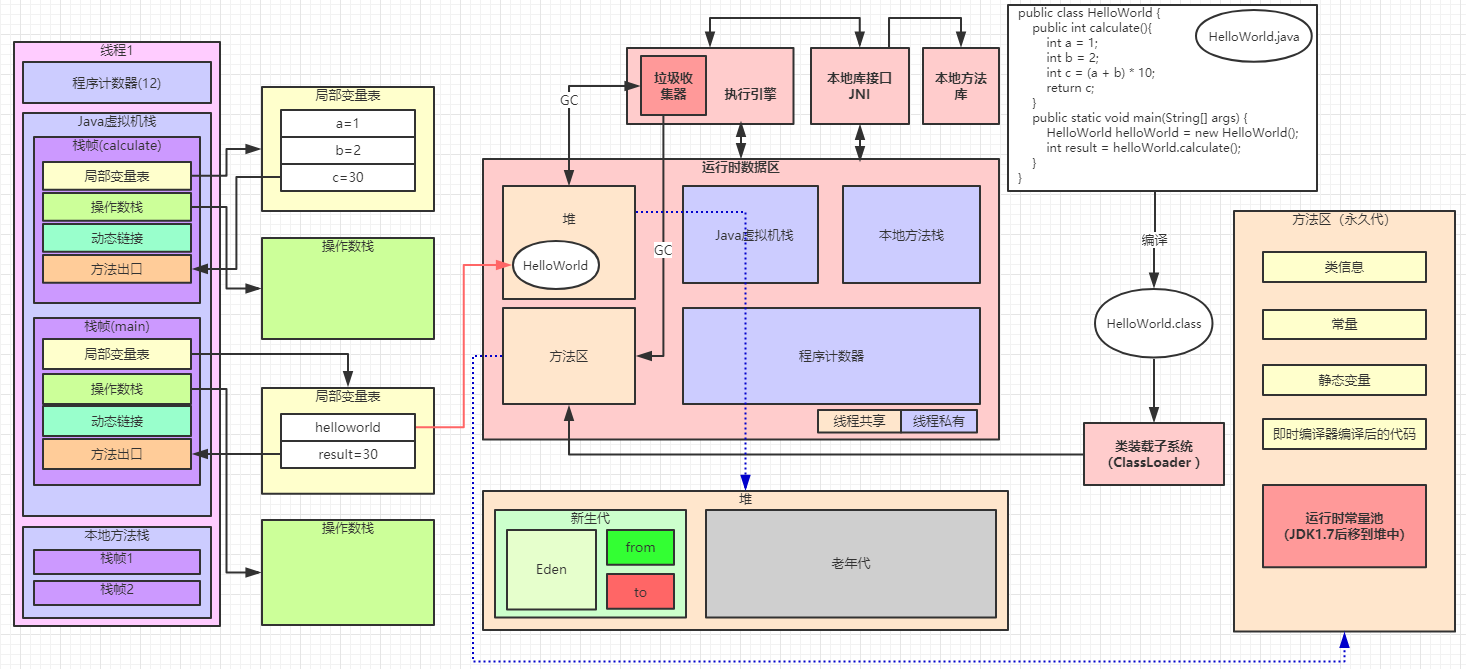 线程1
程序计数器(12)
Java虚拟机栈
栈帧(calculate)
局部变量表
操作数栈
动态链接
方法出口
栈帧(main)
局部变量表
操作数栈
动态链接
方法出口
本地方法栈
栈帧1
栈帧2
局部变量表
a=1
b=2
c=30
操作数栈
局部变量表
helloworld
result=30
操作数栈
垃圾收
集器
执行引擎
本地库接口
JNI
本地方法
库
GC
GC
运行时数据区
堆
HelloWorld
Java虚拟机栈
本地方法栈
方法区
程序计数器
线程共享
线程私有
堆
新生代
Eden
from
to
老年代
public class HelloWorld {
public int calculate(){
int a = 1;
int b = 2;
int c = (a + b) * 10;
return c;
}
public static void main(String[] args) {
HelloWorld helloWorld = new HelloWorld();
int result = helloWorld.calculate();
}
}
HelloWorld.java
编译
HelloWorld.class
类装载子系统
（ClassLoader ）
方法区（永久代）
类信息
常量
静态变量
即时编译器编译后的代码
运行时常量池
（JDK1.7后移到堆中）